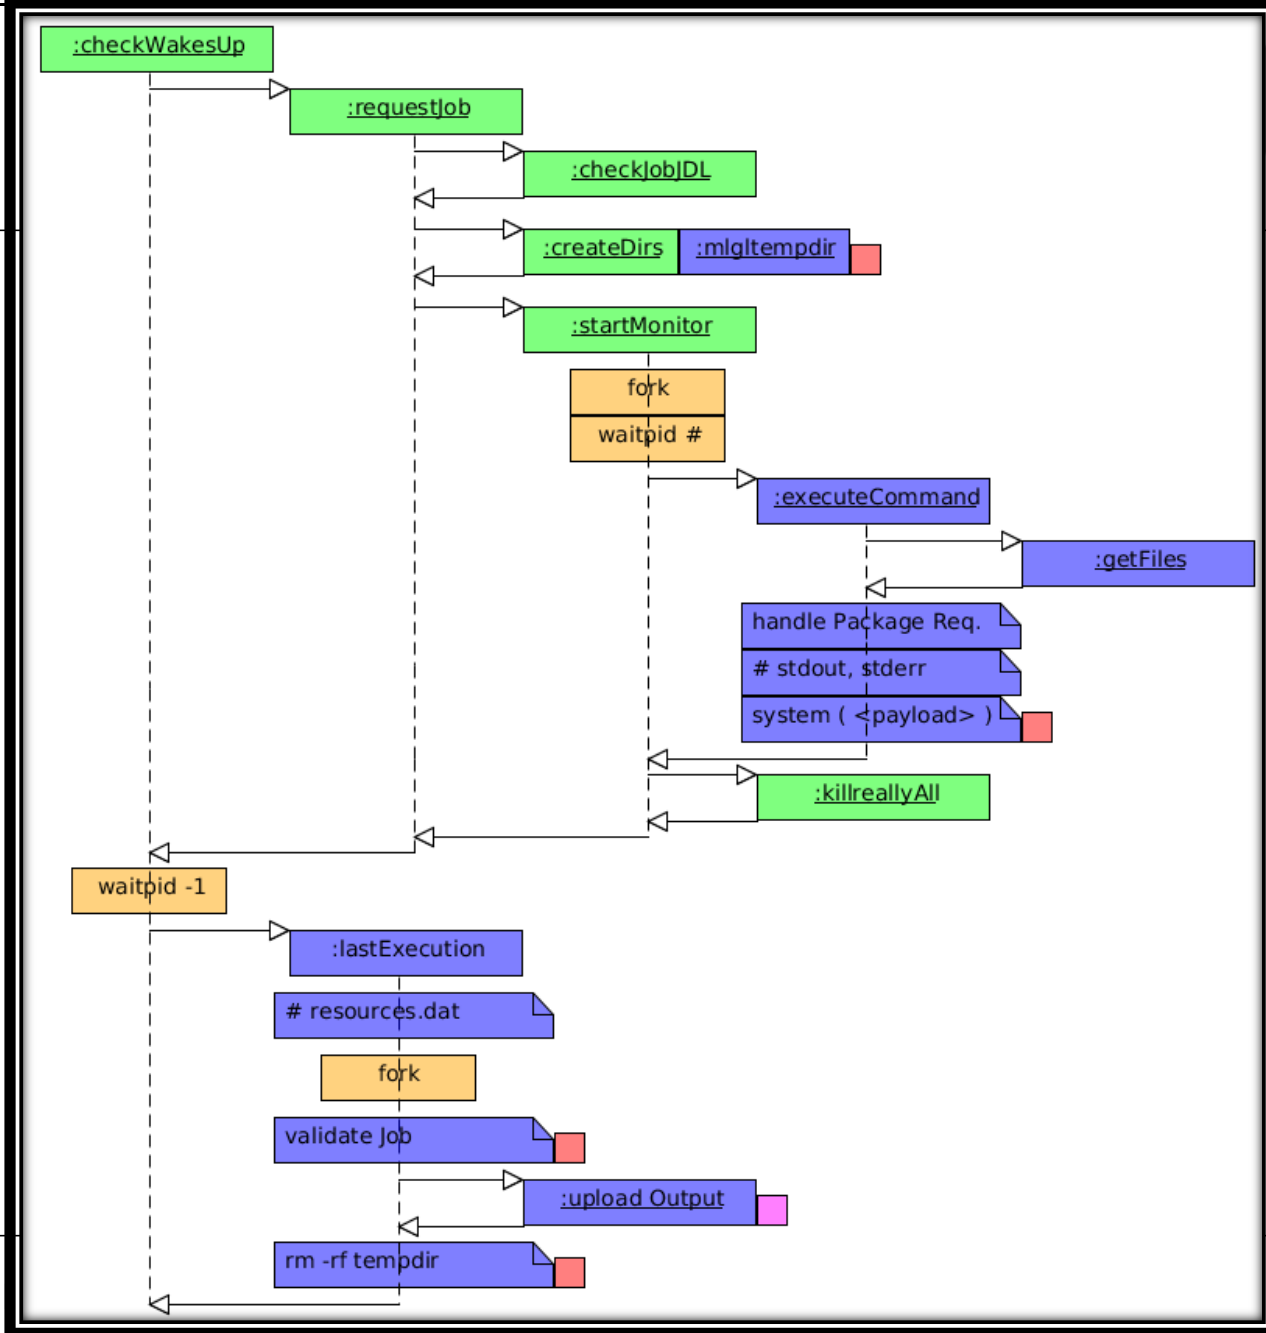 :checkWakesUp
:requestJob
:checkJobJDL
:createDirs :mlgltempdir
:startMonitor
fork
waitpid #
:executeCommand
:getFiles
handle Package Req.
# stdout, stderr
system ( <payload> )
:killreallyAll
waitpid -1
:lastExecution
# resources.dat
fork
validate Job
:upload Output
rm -rf tempdir